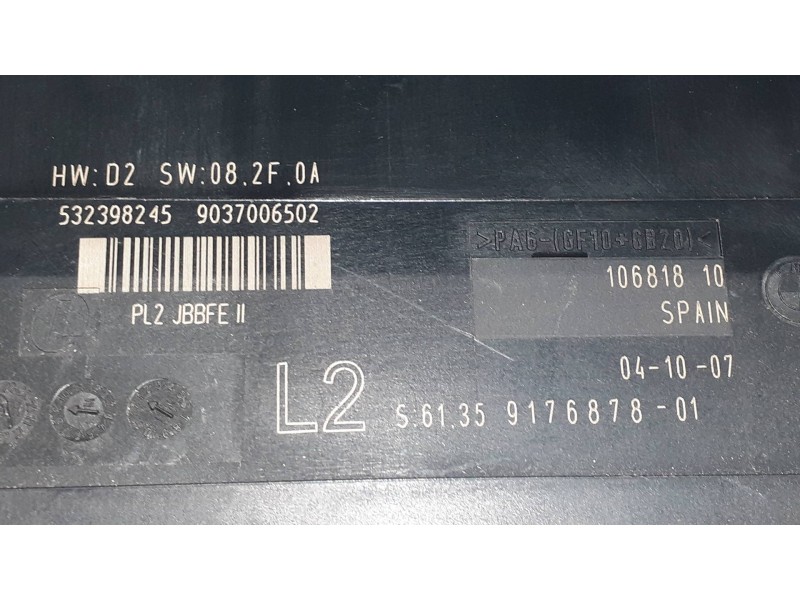 HW:D2 SW:08.2F.0A
532398245 9037006502
PL2 JBBFE II
>PA6-(GF10+GB20)<
106818 10
SPAIN
04-10-07
L2
S:61.35 9176878-01